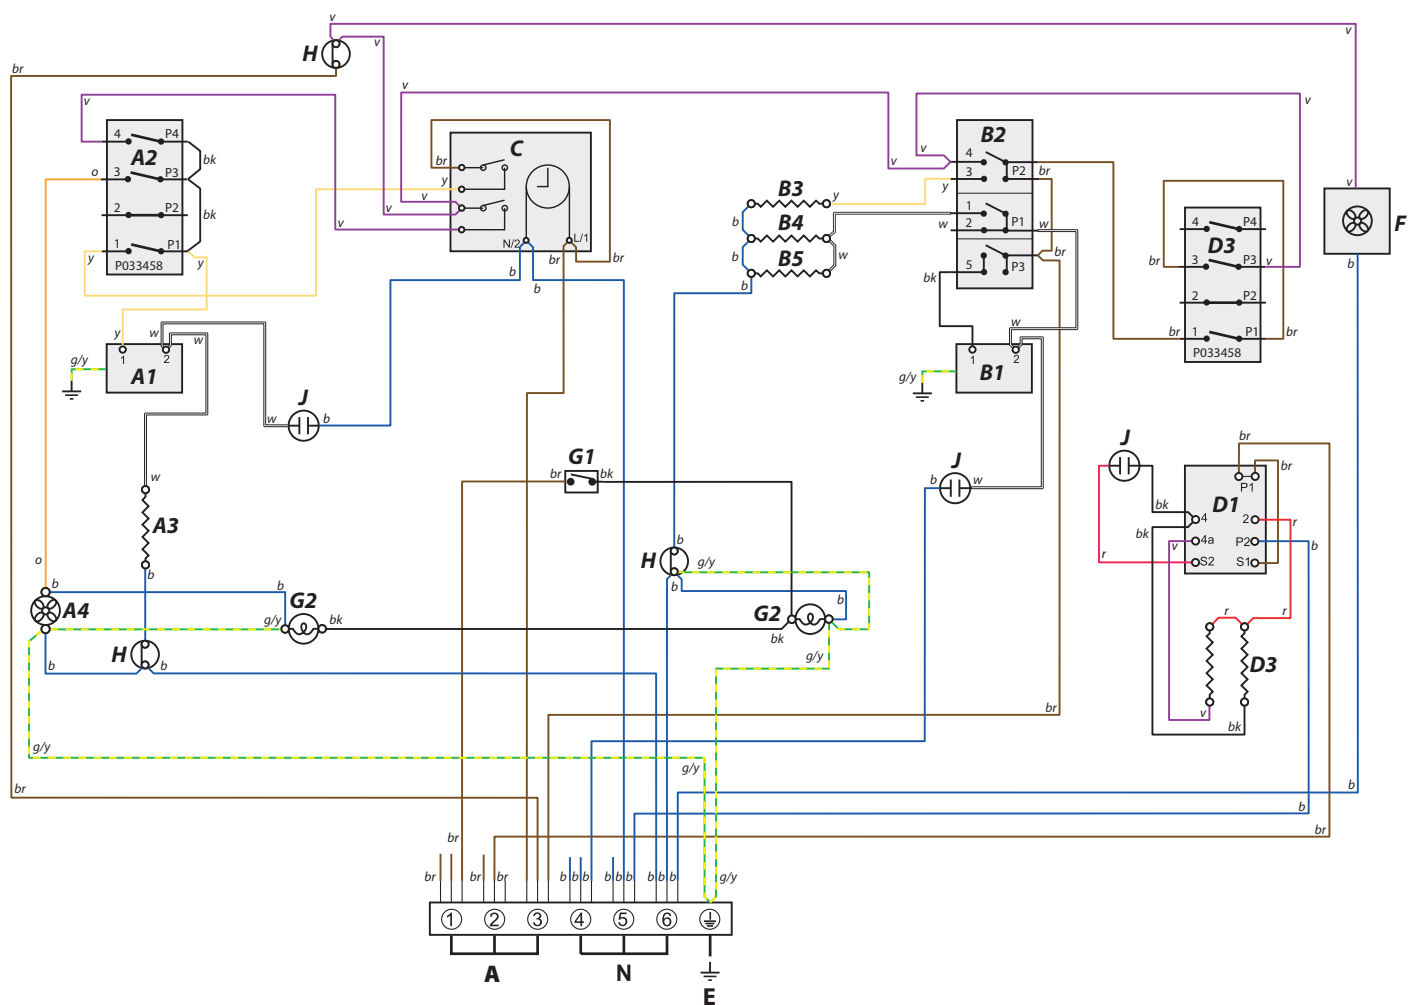 v
v
H
v
v
br
v
v
v
4
P4
A2
bk
o
3
P3
2
P2
bk
1
P1
y
y
P033458
C
br
y
v
v
N/2
L/1
b
br
b
br
v
v
B2
4
3
P2
br
y
1
P1
2
w
w
5
P3
br
bk
B3
y
b
B4
b
w
B5
v
4
P4
D3
br
3
P3
v
2
P2
1
P1
br
br
P033458
v
F
b
y
w
w
g/y
1
2
A1
J
w
b
w
1
2
g/y
B1
G1
br
bk
J
b
w
J
br
br
P1
D1
bk
4
2
r
bk
v
4a
P2
b
r
S2
S1
w
A3
o
b
b
b
A4
G2
g/y
bk
H
b
b
b
H
g/y
b
b
G2
bk
g/y
r
r
D3
v
bk
br
g/y
g/y
br
b
b
br
br
br
br
br
b
b
b
b
b
b
b
b
b
g/y
1
2
3
4
5
6
A
N
E